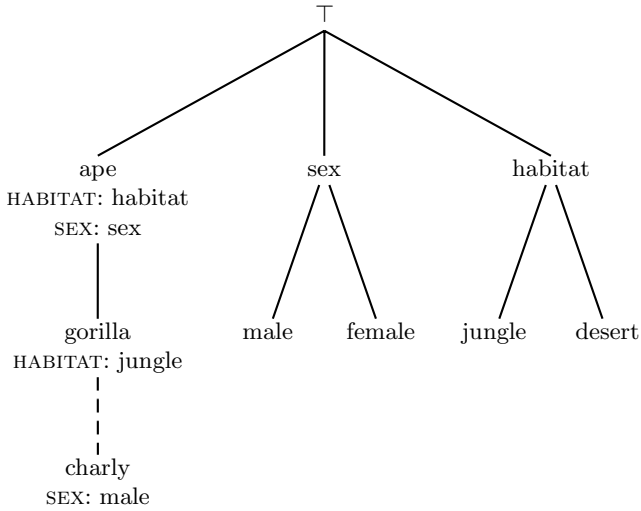 ⊤
ape sex habitat
HABITAT: habitat
SEX: sex
gorilla male female jungle desert
HABITAT: jungle
charly
SEX: male